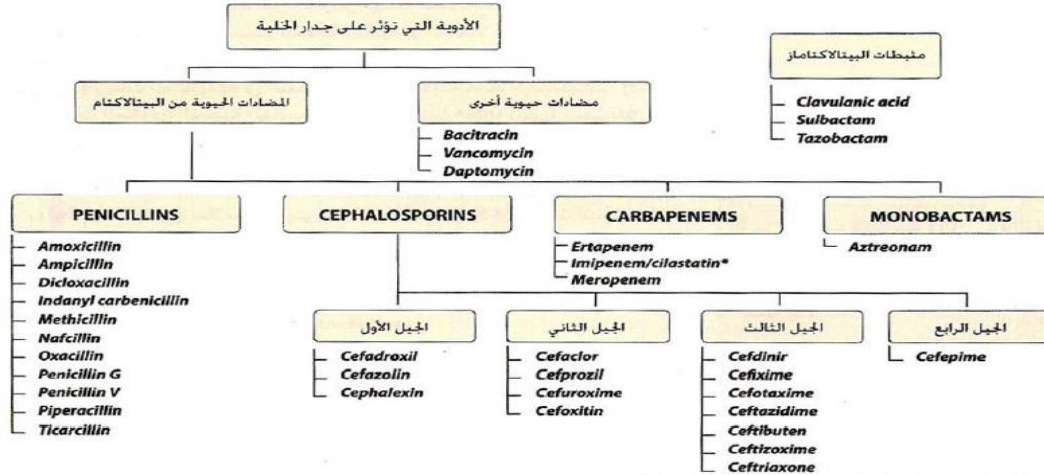 الأدوية التي تؤثر على جدار الخلية
مثبطات البيتالاكتاماز
المضادات الحيوية من البيتالاكتام
مضادات حيوية أخرى
Clavulanic acid
Sulbactam
Tazobactam
Bacitracin
Vancomycin
Daptomycin
PENICILLINS
CEPHALOSPORINS
CARBAPENEMS
MONOBACTAMS
Amoxicillin
Ampicillin
Dicloxacillin
Indanyl carbenicillin
Methicillin
Nafcillin
Oxacillin
Penicillin G
Penicillin V
Piperacillin
Ticarcillin
Ertapenem
Imipenem/cilastatin*
Meropenem
Aztreonam
الجيل الأول
الجيل الثاني
الجيل الثالث
الجيل الرابع
Cefadroxil
Cefazolin
Cephalexin
Cefaclor
Cefprozil
Cefuroxime
Cefoxitin
Cefdinir
Cefixime
Cefotaxime
Ceftazidime
Ceftibuten
Ceftizoxime
Ceftriaxone
Cefepime